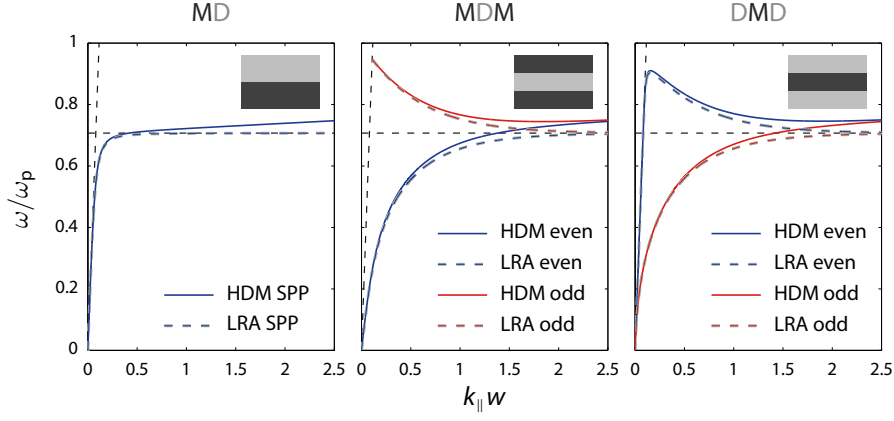 MD
MDM
DMD
ω/ωp
1
0.8
0.6
0.4
0.2
0
HDM SPP
LRA SPP
HDM even
LRA even
HDM odd
LRA odd
HDM even
LRA even
HDM odd
LRA odd
0 0.5 1 1.5 2 2.5
0 0.5 1 1.5 2 2.5
0 0.5 1 1.5 2 2.5
k||w